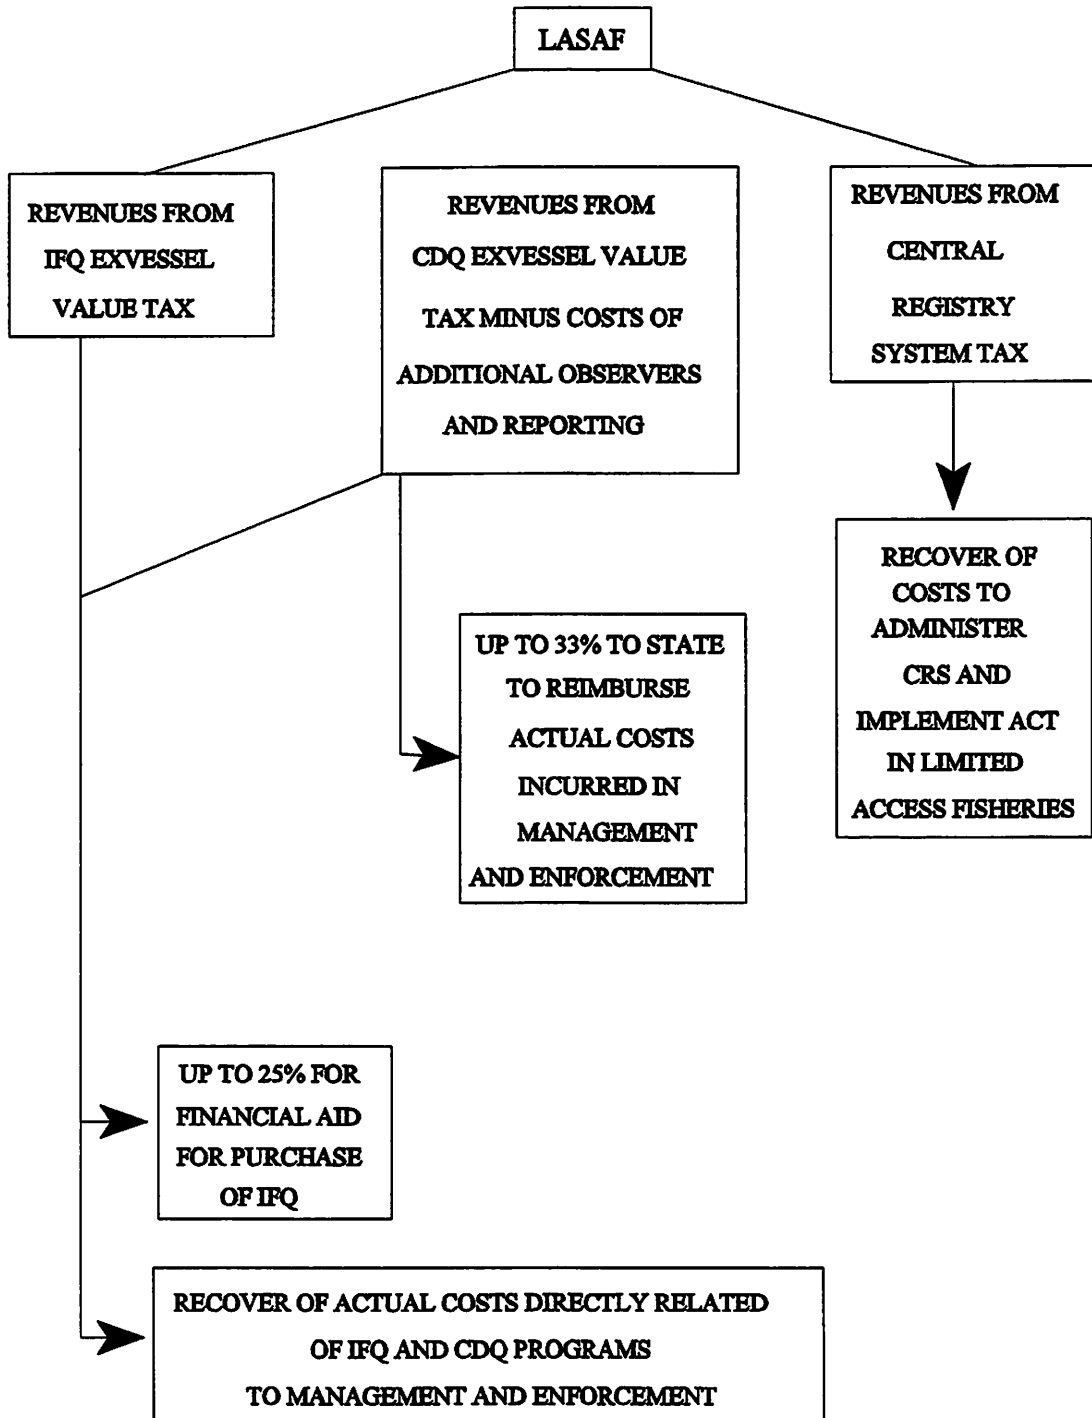 LASAF
REVENUES FROM
IFQ EXVESSEL
VALUE TAX
REVENUES FROM
CDQ EXVESSEL VALUE
TAX MINUS COSTS OF
ADDITIONAL OBSERVERS
AND REPORTING
REVENUES FROM
CENTRAL
REGISTRY
SYSTEM TAX
RECOVER OF
COSTS TO
ADMINISTER
CRS AND
IMPLEMENT ACT
IN LIMITED
ACCESS FISHERIES
UP TO 33% TO STATE
TO REIMBURSE
ACTUAL COSTS
INCURRED IN
MANAGEMENT
AND ENFORCEMENT
UP TO 25% FOR
FINANCIAL AID
FOR PURCHASE
OF IFQ
RECOVER OF ACTUAL COSTS DIRECTLY RELATED
OF IFQ AND CDQ PROGRAMS
TO MANAGEMENT AND ENFORCEMENT